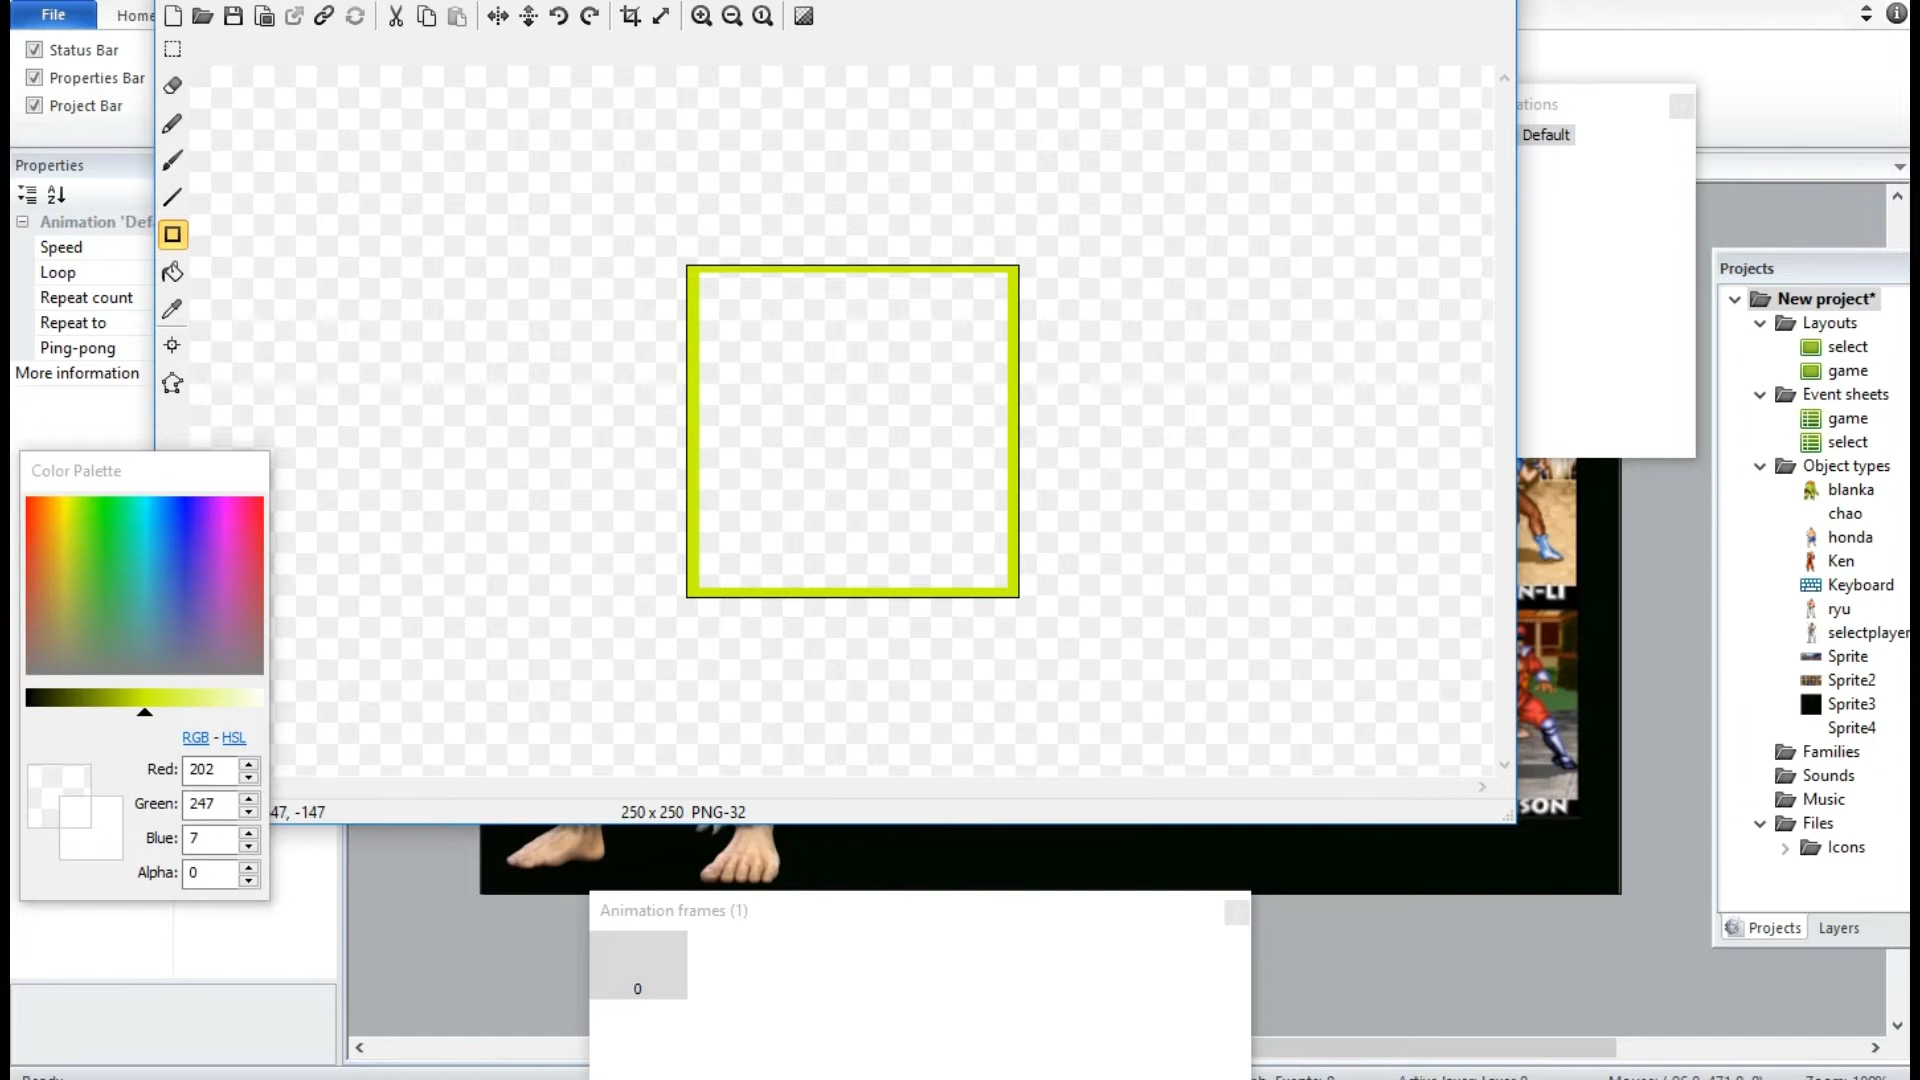 File
Home
Status Bar
Properties Bar
Project Bar
Properties
Animation 'Def
Speed
Loop
Repeat count
Repeat to
Ping-pong
More information
Color Palette
RGB - HSL
Red: 202
Green: 247
Blue: 7
Alpha: 0
47, -147
250 x 250 PNG-32
ations
Default
Animation frames (1)
0
N-LI
SON
Projects
New project*
Layouts
select
game
Event sheets
game
select
Object types
blanka
chao
honda
Ken
Keyboard
ryu
selectplayer
Sprite
Sprite2
Sprite3
Sprite4
Families
Sounds
Music
Files
Icons
Projects
Layers